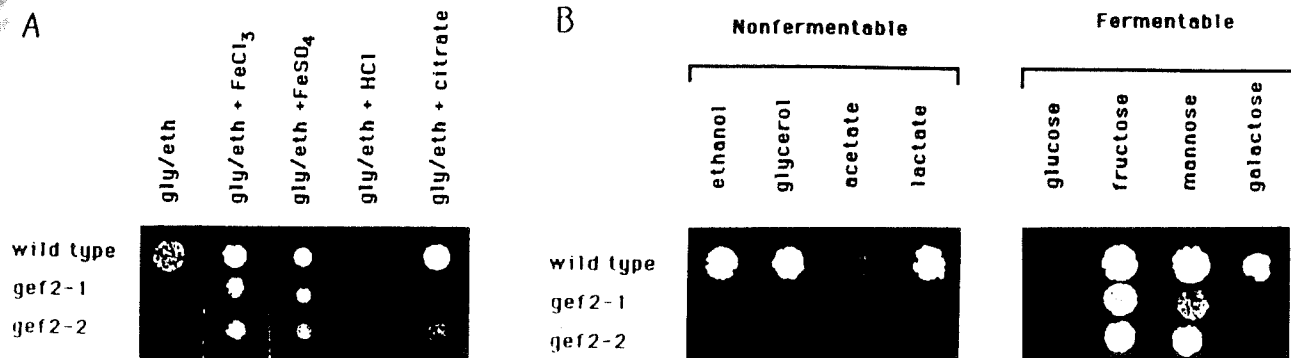 A
gly/eth
gly/eth + FeCl3
gly/eth +FeSO4
gly/eth + HCl
gly/eth + citrate
wild type
gef2-1
gef2-2
B
Nonfermentable
Fermentable
ethanol
glycerol
acetate
lactate
glucose
fructose
mannose
galactose
wild type
gef2-1
gef2-2